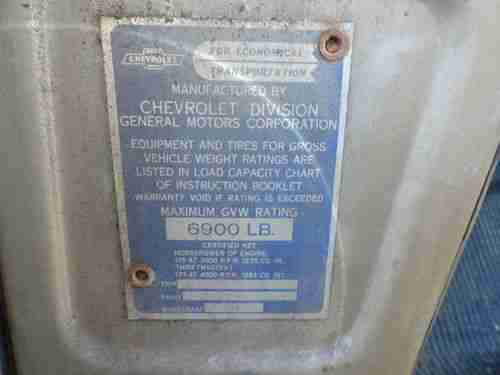 CHEVROLET
FOR ECONOMICAL
TRANSPORTATION
MANUFACTURED BY
CHEVROLET DIVISION
GENERAL MOTORS CORPORATION
EQUIPMENT AND TIRES FOR GROSS
VEHICLE WEIGHT RATINGS ARE
LISTED IN LOAD CAPACITY CHART
OF INSTRUCTION BOOKLET
WARRANTY VOID IF RATING IS EXCEEDED
MAXIMUM GVW RATING
6900 LB.
CERTIFIED NET
HORSEPOWER OF ENGINE